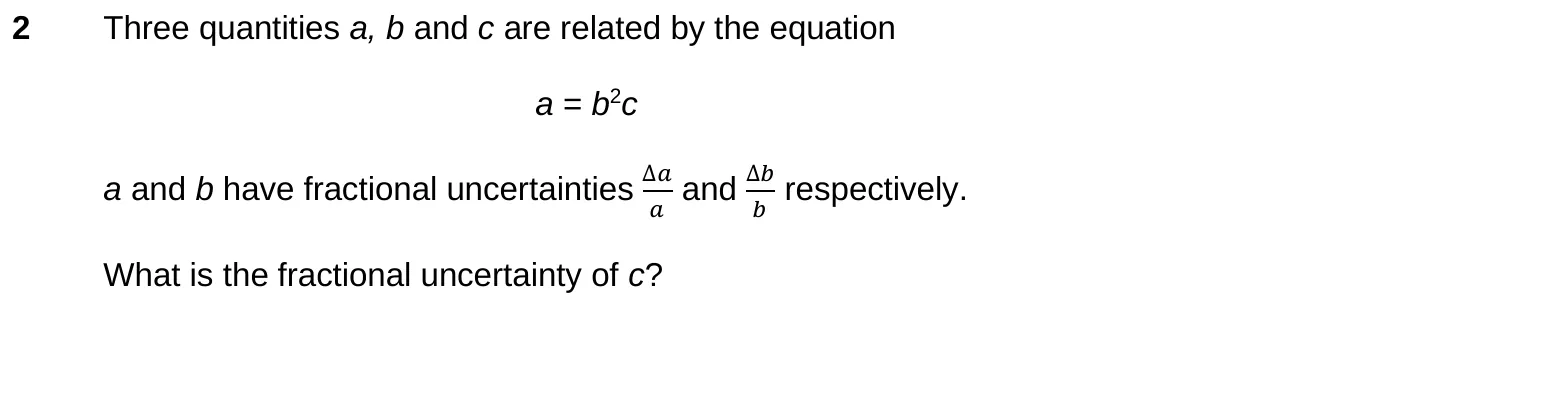 2 Three quantities a, b and c are related by the equation
a = b²c
a and b have fractional uncertainties Δa/a and Δb/b respectively.
What is the fractional uncertainty of c?